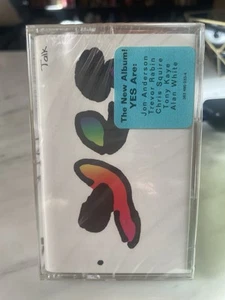 Talk
The New Album!
YES Are:
Jon Anderson
Trevor Rabin
Chris Squire
Tony Kaye
Alan White